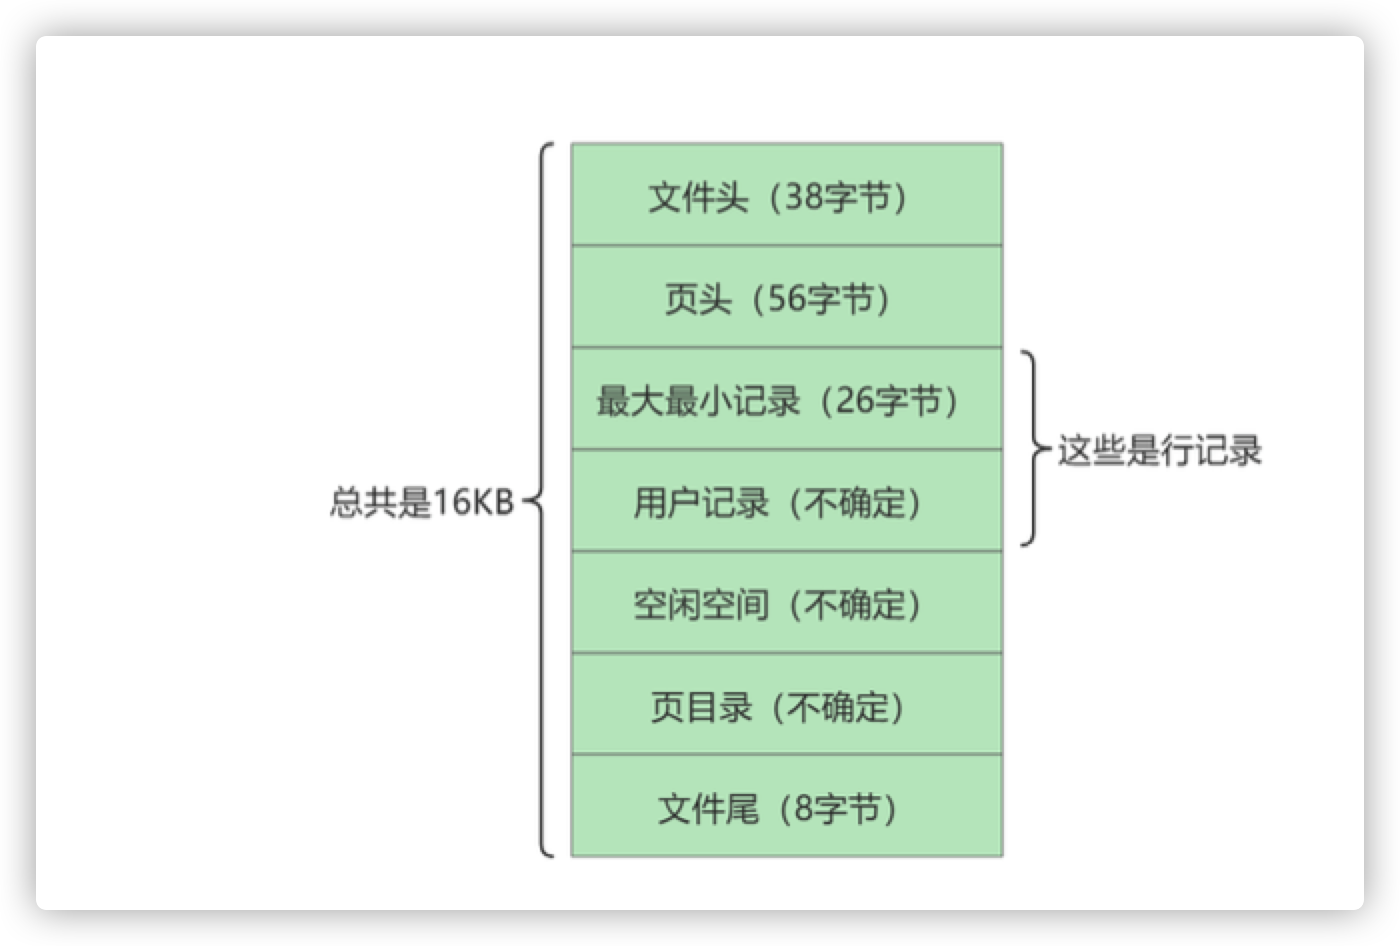 文件头（38字节）
页头（56字节）
最大最小记录（26字节）
这些是行记录
总共是16KB
用户记录（不确定）
空闲空间（不确定）
页目录（不确定）
文件尾（8字节）